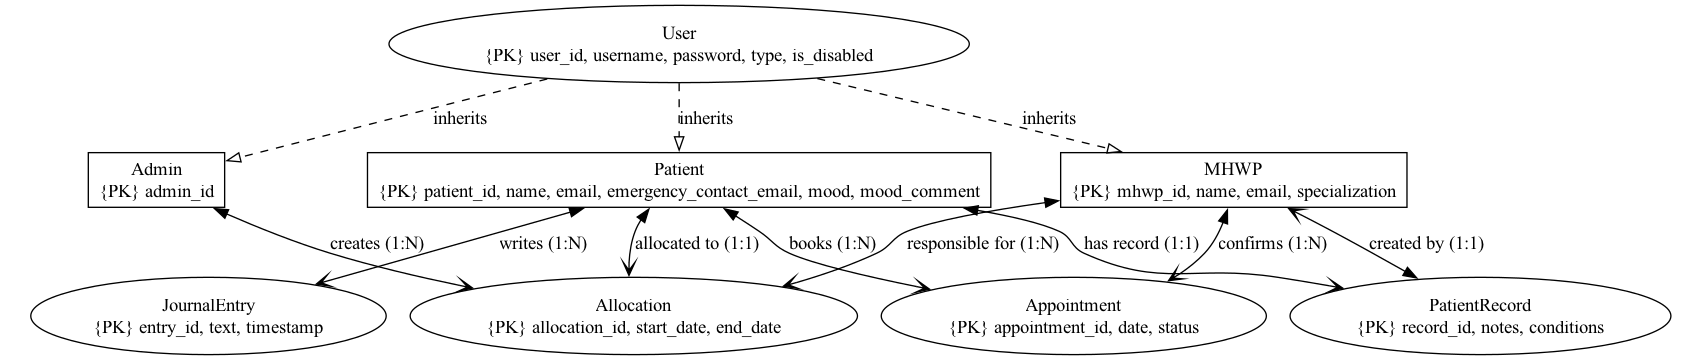 User
{PK} user_id, username, password, type, is_disabled
inherits
inherits
inherits
Admin
{PK} admin_id
Patient
{PK} patient_id, name, email, emergency_contact_email, mood, mood_comment
MHWP
{PK} mhwp_id, name, email, specialization
creates (1:N)
writes (1:N)
allocated to (1:1)
books (1:N)
responsible for (1:N)
has record (1:1)
confirms (1:N)
created by (1:1)
JournalEntry
{PK} entry_id, text, timestamp
Allocation
{PK} allocation_id, start_date, end_date
Appointment
{PK} appointment_id, date, status
PatientRecord
{PK} record_id, notes, conditions